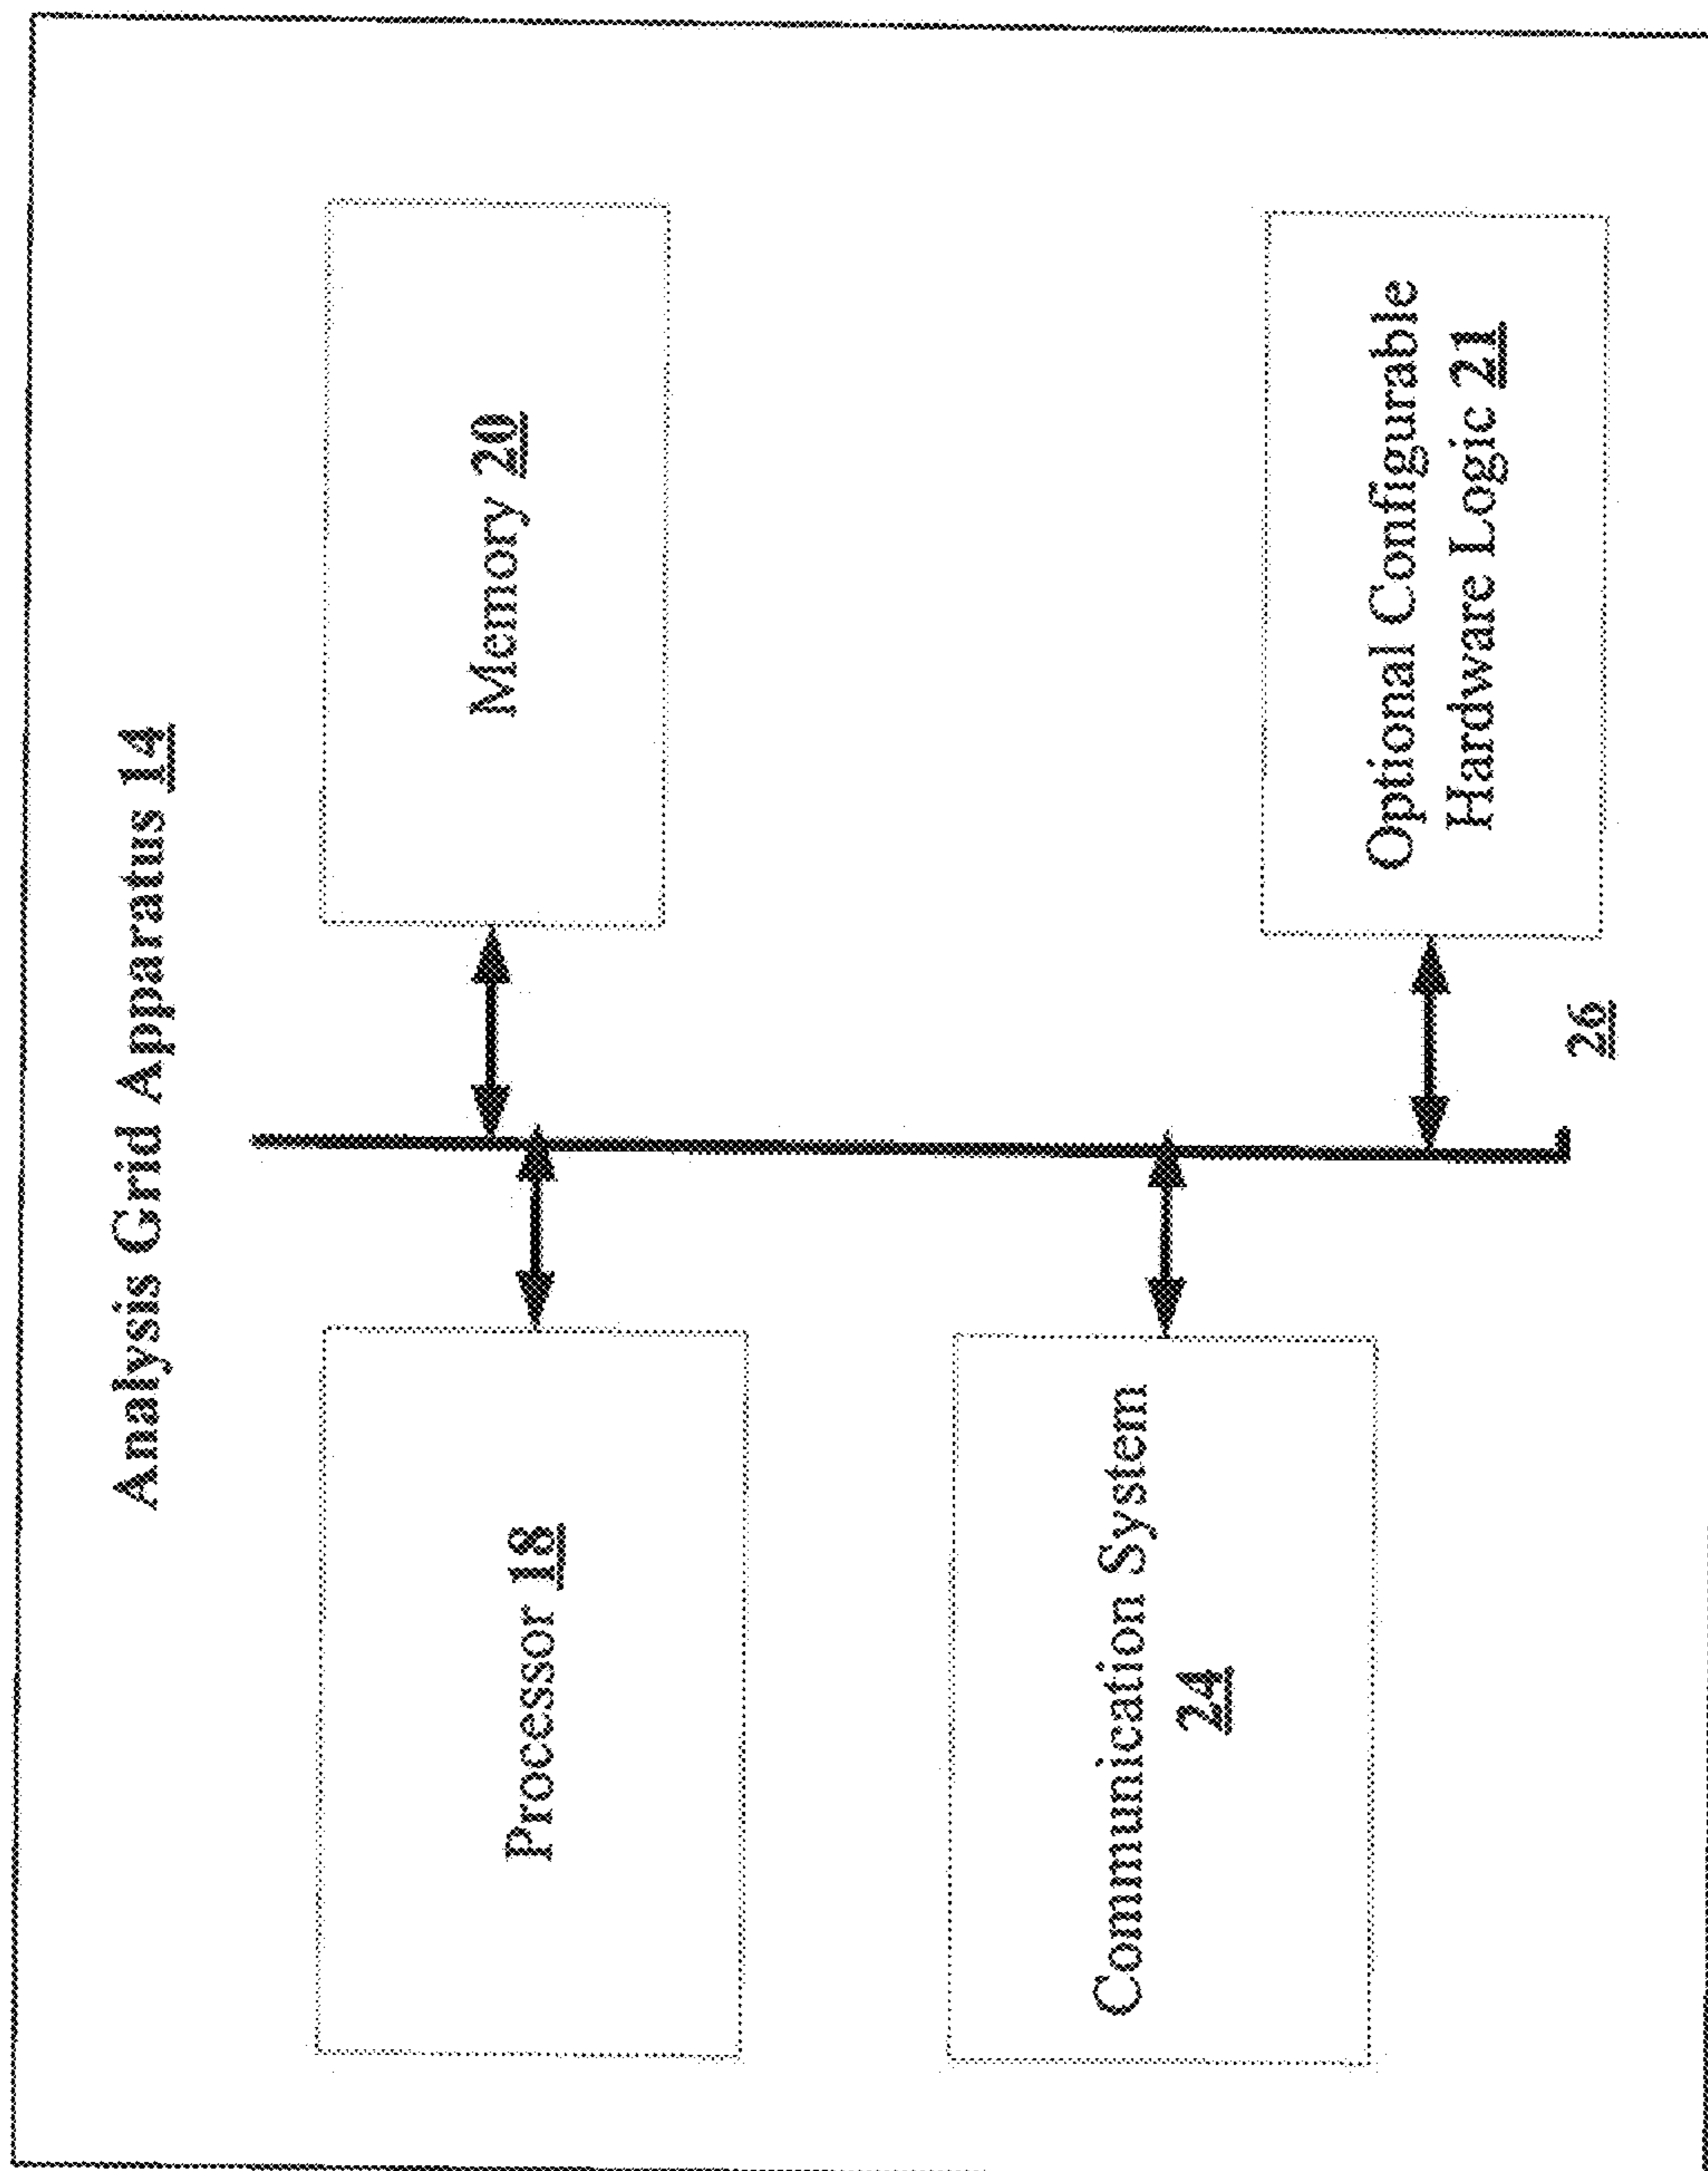 Analysis Grid Apparatus 14
Processor 18
Memory 20
Communication System
24
Optional Configurable
Hardware Logic 21
26